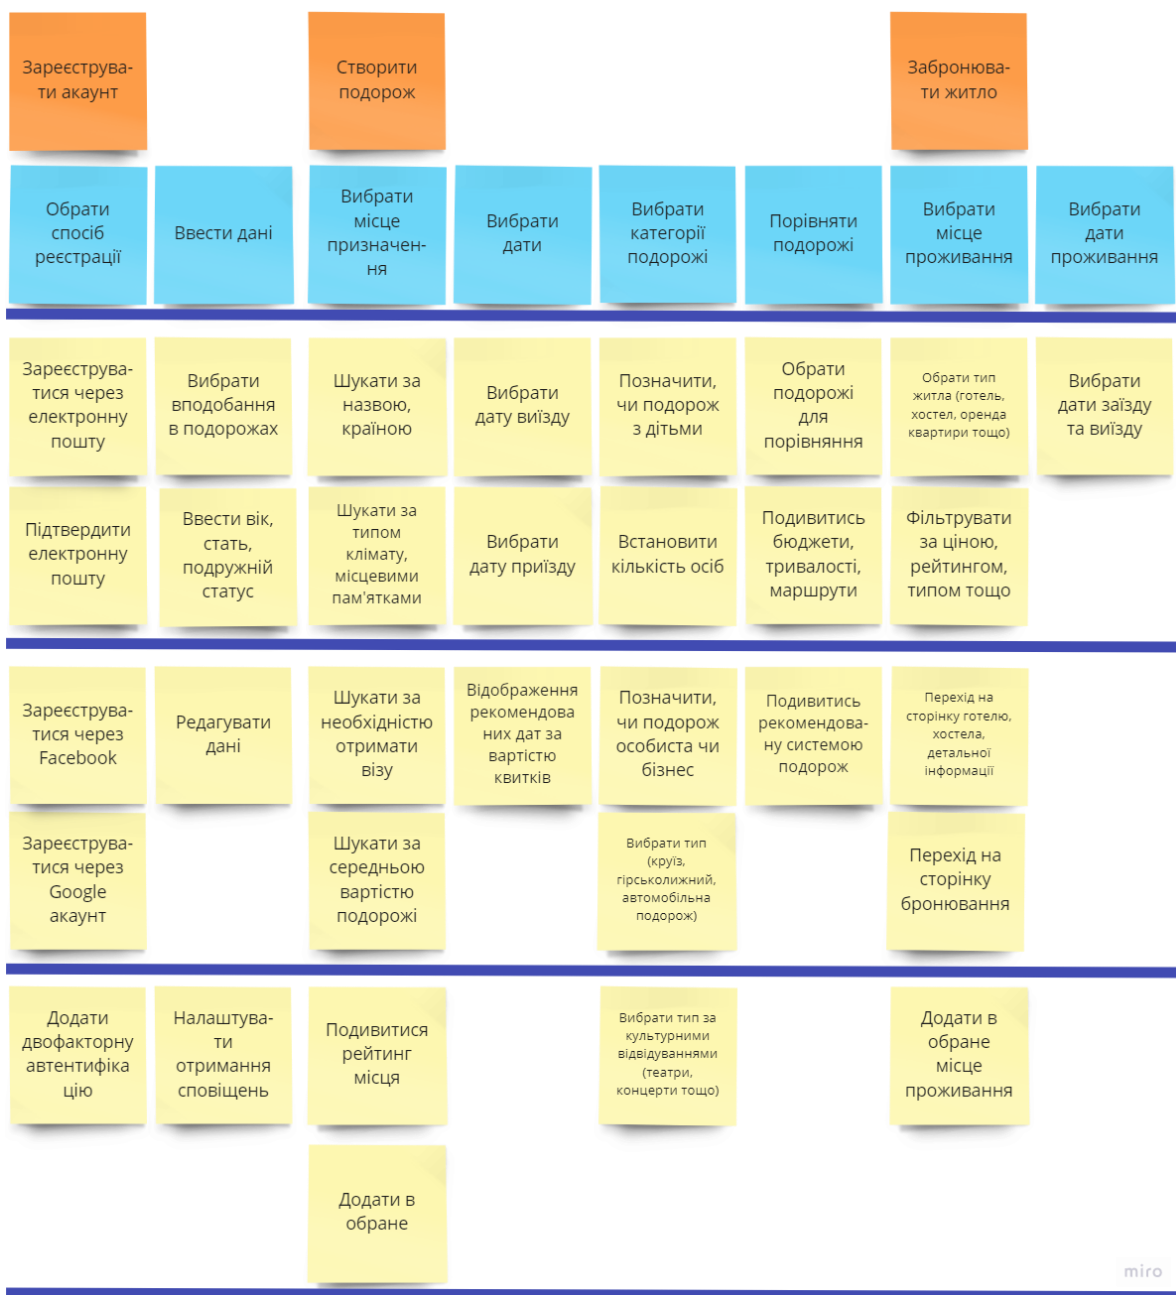 Зареєструва-
ти акаунт
Створити
подорож
Забронюва-
ти житло
Обрати
спосіб
реєстрації
Ввести дані
Вибрати
місце
призначен-
ня
Вибрати
дати
Вибрати
категорії
подорожі
Порівняти
подорожі
Вибрати
місце
проживання
Вибрати
дати
проживання
Зареєструва-
тися через
електронну
пошту
Вибрати
вподобання
в подорожах
Шукати за
назвою,
країною
Вибрати
дату виїзду
Позначити,
чи подорож
з дітьми
Обрати
подорожі
для
порівняння
Обрати тип
житла (готель,
хостел, оренда
квартири тощо)
Вибрати
дати заїзду
та виїзду
Підтвердити
електронну
пошту
Ввести вік,
стать,
подружній
статус
Шукати за
типом
клімату,
місцевими
пам'ятками
Вибрати
дату приїзду
Встановити
кількість осіб
Подивитись
бюджети,
тривалості,
маршрути
Фільтрувати
за ціною,
рейтингом,
типом тощо
Зареєструва-
тися через
Facebook
Редагувати
дані
Шукати за
необхідністю
отримати
візу
Відображення
рекомендова
них дат за
вартістю
квитків
Позначити,
чи подорож
особиста чи
бізнес
Подивитись
рекомендова-
ну системою
подорож
Перехід на
сторінку готелю,
хостела,
детальної
інформації
Зареєструва-
тися через
Google
акаунт
Шукати за
середньою
вартістю
подорожі
Вибрати тип
(круїз,
гірськолижний,
автомобільна
подорож)
Перехід на
сторінку
бронювання
Додати
двофакторну
автентифіка
цію
Налаштува-
ти
отримання
сповіщень
Подивитися
рейтинг
місця
Вибрати тип за
культурними
відвідуваннями
(театри,
концерти тощо)
Додати в
обране
місце
проживання
Додати в
обране
miro